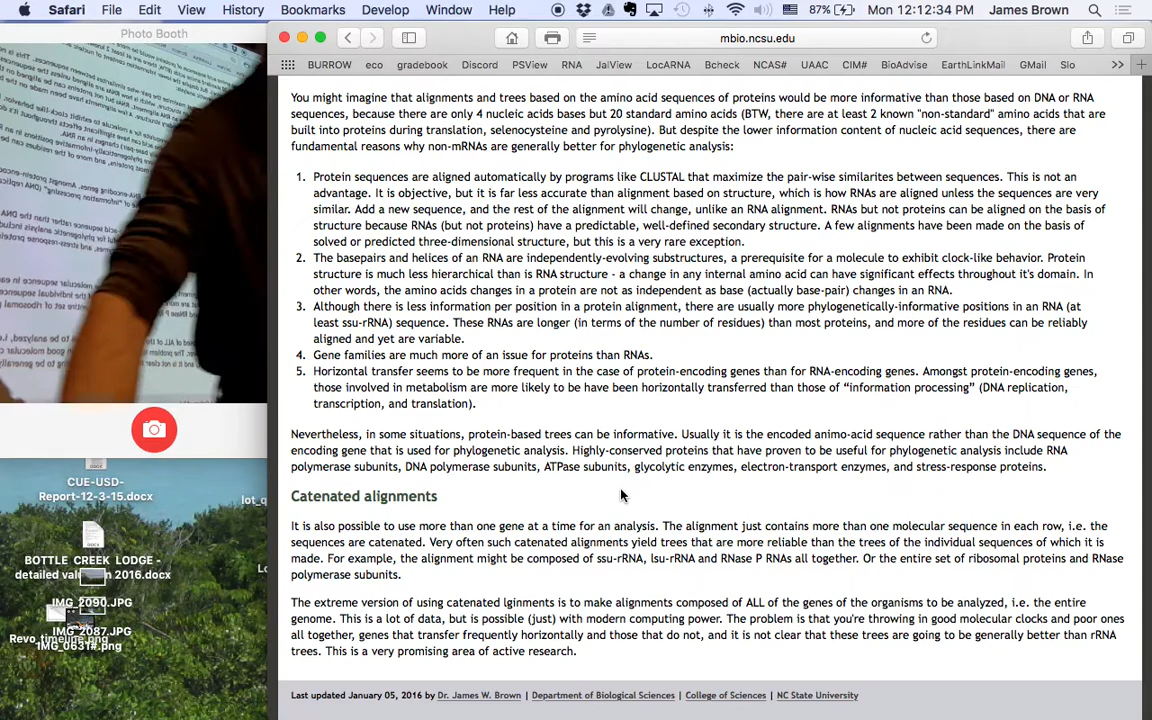 Safari File Edit View History Bookmarks Develop Window Help 87% Mon 12:12:34 PM James Brown
Photo Booth
mbio.ncsu.edu
BURROW eco gradebook Discord PSView RNA JalView LocARNA Bcheck NCAS# UAAC CIM# BioAdvise EarthLinkMail GMail Slo
You might imagine that alignments and trees based on the amino acid sequences of proteins would be more informative than those based on DNA or RNA
sequences, because there are only 4 nucleic acids bases but 20 standard amino acids (BTW, there are at least 2 known "non-standard" amino acids that are
built into proteins during translation, selenocysteine and pyrolysine). But despite the lower information content of nucleic acid sequences, there are
fundamental reasons why non-mRNAs are generally better for phylogenetic analysis:
1. Protein sequences are aligned automatically by programs like CLUSTAL that maximize the pair-wise similarites between sequences. This is not an
advantage. It is objective, but it is far less accurate than alignment based on structure, which is how RNAs are aligned unless the sequences are very
similar. Add a new sequence, and the rest of the alignment will change, unlike an RNA alignment. RNAs but not proteins can be aligned on the basis of
structure because RNAs (but not proteins) have a predictable, well-defined secondary structure. A few alignments have been made on the basis of
solved or predicted three-dimensional structure, but this is a very rare exception.
2. The basepairs and helices of an RNA are independently-evolving substructures, a prerequisite for a molecule to exhibit clock-like behavior. Protein
structure is much less hierarchical than is RNA structure - a change in any internal amino acid can have significant effects throughout it's domain. In
other words, the amino acids changes in a protein are not as independent as base (actually base-pair) changes in an RNA.
3. Although there is less information per position in a protein alignment, there are usually more phylogenetically-informative positions in an RNA (at
least ssu-rRNA) sequence. These RNAs are longer (in terms of the number of residues) than most proteins, and more of the residues can be reliably
aligned and yet are variable.
4. Gene families are much more of an issue for proteins than RNAs.
5. Horizontal transfer seems to be more frequent in the case of protein-encoding genes than for RNA-encoding genes. Amongst protein-encoding genes,
those involved in metabolism are more likely to be have been horizontally transferred than those of “information processing” (DNA replication,
transcription, and translation).
Nevertheless, in some situations, protein-based trees can be informative. Usually it is the encoded animo-acid sequence rather than the DNA sequence of the
encoding gene that is used for phylogenetic analysis. Highly-conserved proteins that have proven to be useful for phylogenetic analysis include RNA
polymerase subunits, DNA polymerase subunits, ATPase subunits, glycolytic enzymes, electron-transport enzymes, and stress-response proteins.
Catenated alignments
It is also possible to use more than one gene at a time for an analysis. The alignment just contains more than one molecular sequence in each row, i.e. the
sequences are catenated. Very often such catenated alignments yield trees that are more reliable than the trees of the individual sequences of which it is
made. For example, the alignment might be composed of ssu-rRNA, lsu-rRNA and RNase P RNAs all together. Or the entire set of ribosomal proteins and RNase
polymerase subunits.
The extreme version of using catenated lginments is to make alignments composed of ALL of the genes of the organisms to be analyzed, i.e. the entire
genome. This is a lot of data, but is possible (just) with modern computing power. The problem is that you're throwing in good molecular clocks and poor ones
all together, genes that transfer frequently horizontally and those that do not, and it is not clear that these trees are going to be generally better than rRNA
trees. This is a very promising area of active research.
Last updated January 05, 2016 by Dr. James W. Brown | Department of Biological Sciences | College of Sciences | NC State University
CUE-USD-
Report-12-3-15.docx
lot_q
BOTTLE CREEK LODGE -
detailed 2016.docx
IMG_2090.JPG
IMG_2087.JPG
Revo_timeline.png
IMG_0631#.png